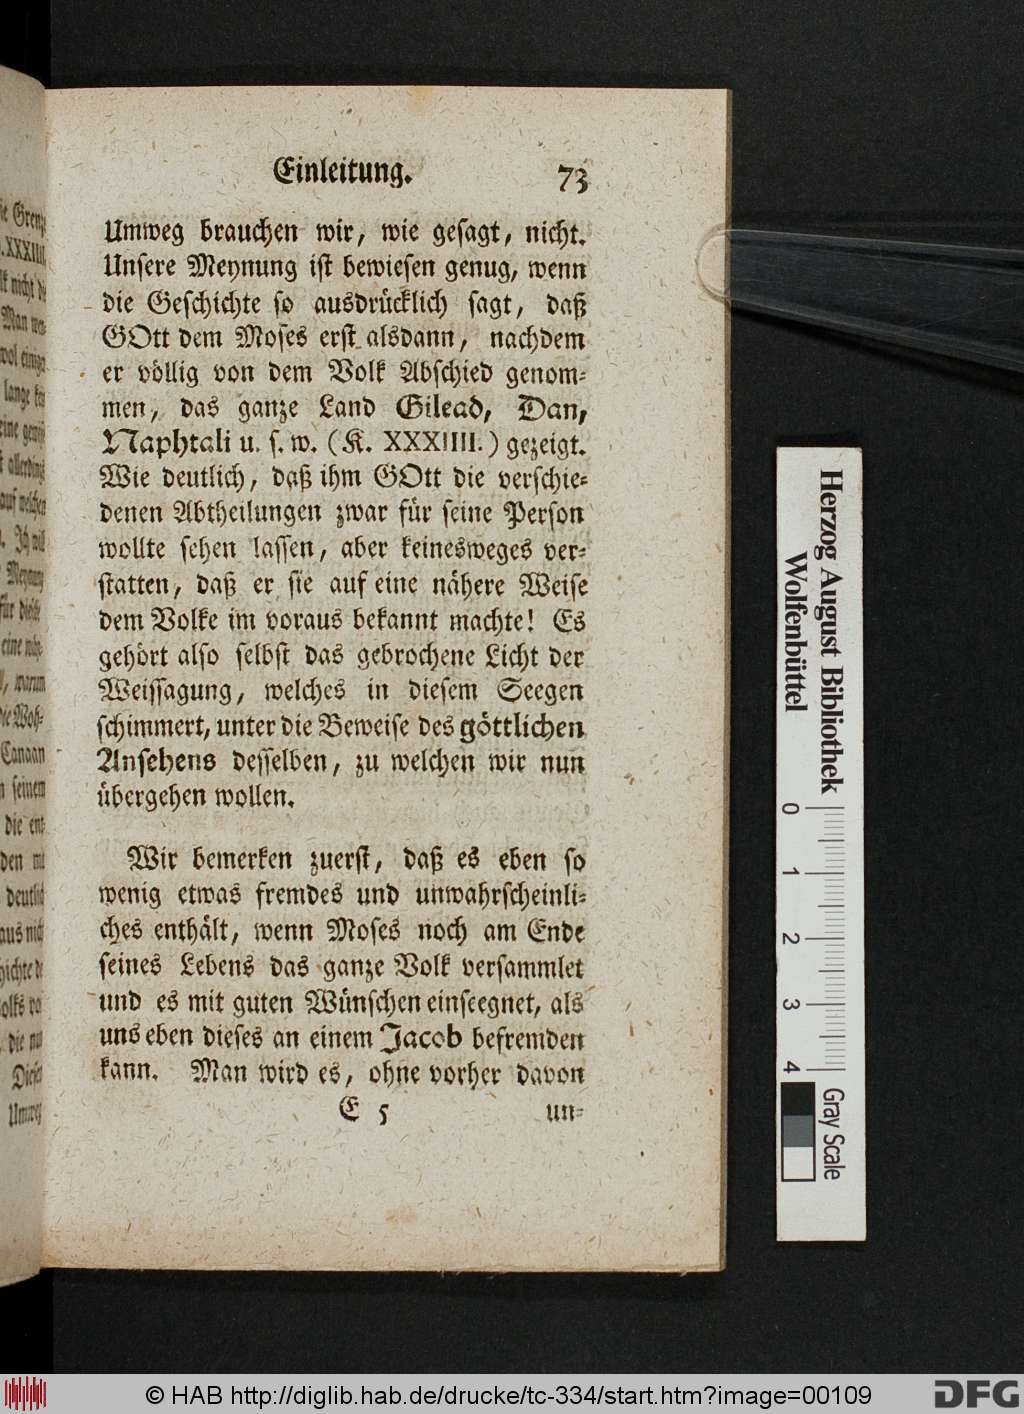 Einleitung. 73
Umweg brauchen wir, wie gesagt, nicht.
Unsere Meynung ist bewiesen genug, wenn
die Geschichte so ausdrücklich sagt, daß
GOtt dem Moses erst alsdann, nachdem
er völlig von dem Volk Abschied genom-
men, das ganze Land Gilead, Dan,
Naphtali u. s. w. (K. XXXIIII.) gezeigt.
Wie deutlich, daß ihm GOtt die verschie-
denen Abtheilungen zwar für seine Person
wollte sehen lassen, aber keinesweges ver-
statten, daß er sie auf eine nähere Weise
dem Volke im voraus bekannt machte! Es
gehört also selbst das gebrochene Licht der
Weissagung, welches in diesem Seegen
schimmert, unter die Beweise des göttlichen
Ansehens desselben, zu welchen wir nun
übergehen wollen.
Wir bemerken zuerst, daß es eben so
wenig etwas fremdes und unwahrscheinli-
ches enthält, wenn Moses noch am Ende
seines Lebens das ganze Volk versammlet
und es mit guten Wünschen einseegnet, als
uns eben dieses an einem Jacob befremden
kann. Man wird es, ohne vorher davon
E 5 un-
Herzog August Bibliothek
Wolfenbüttel
0 1 2 3 4
Gray Scale
© HAB http://diglib.hab.de/drucke/tc-334/start.htm?image=00109
DFG